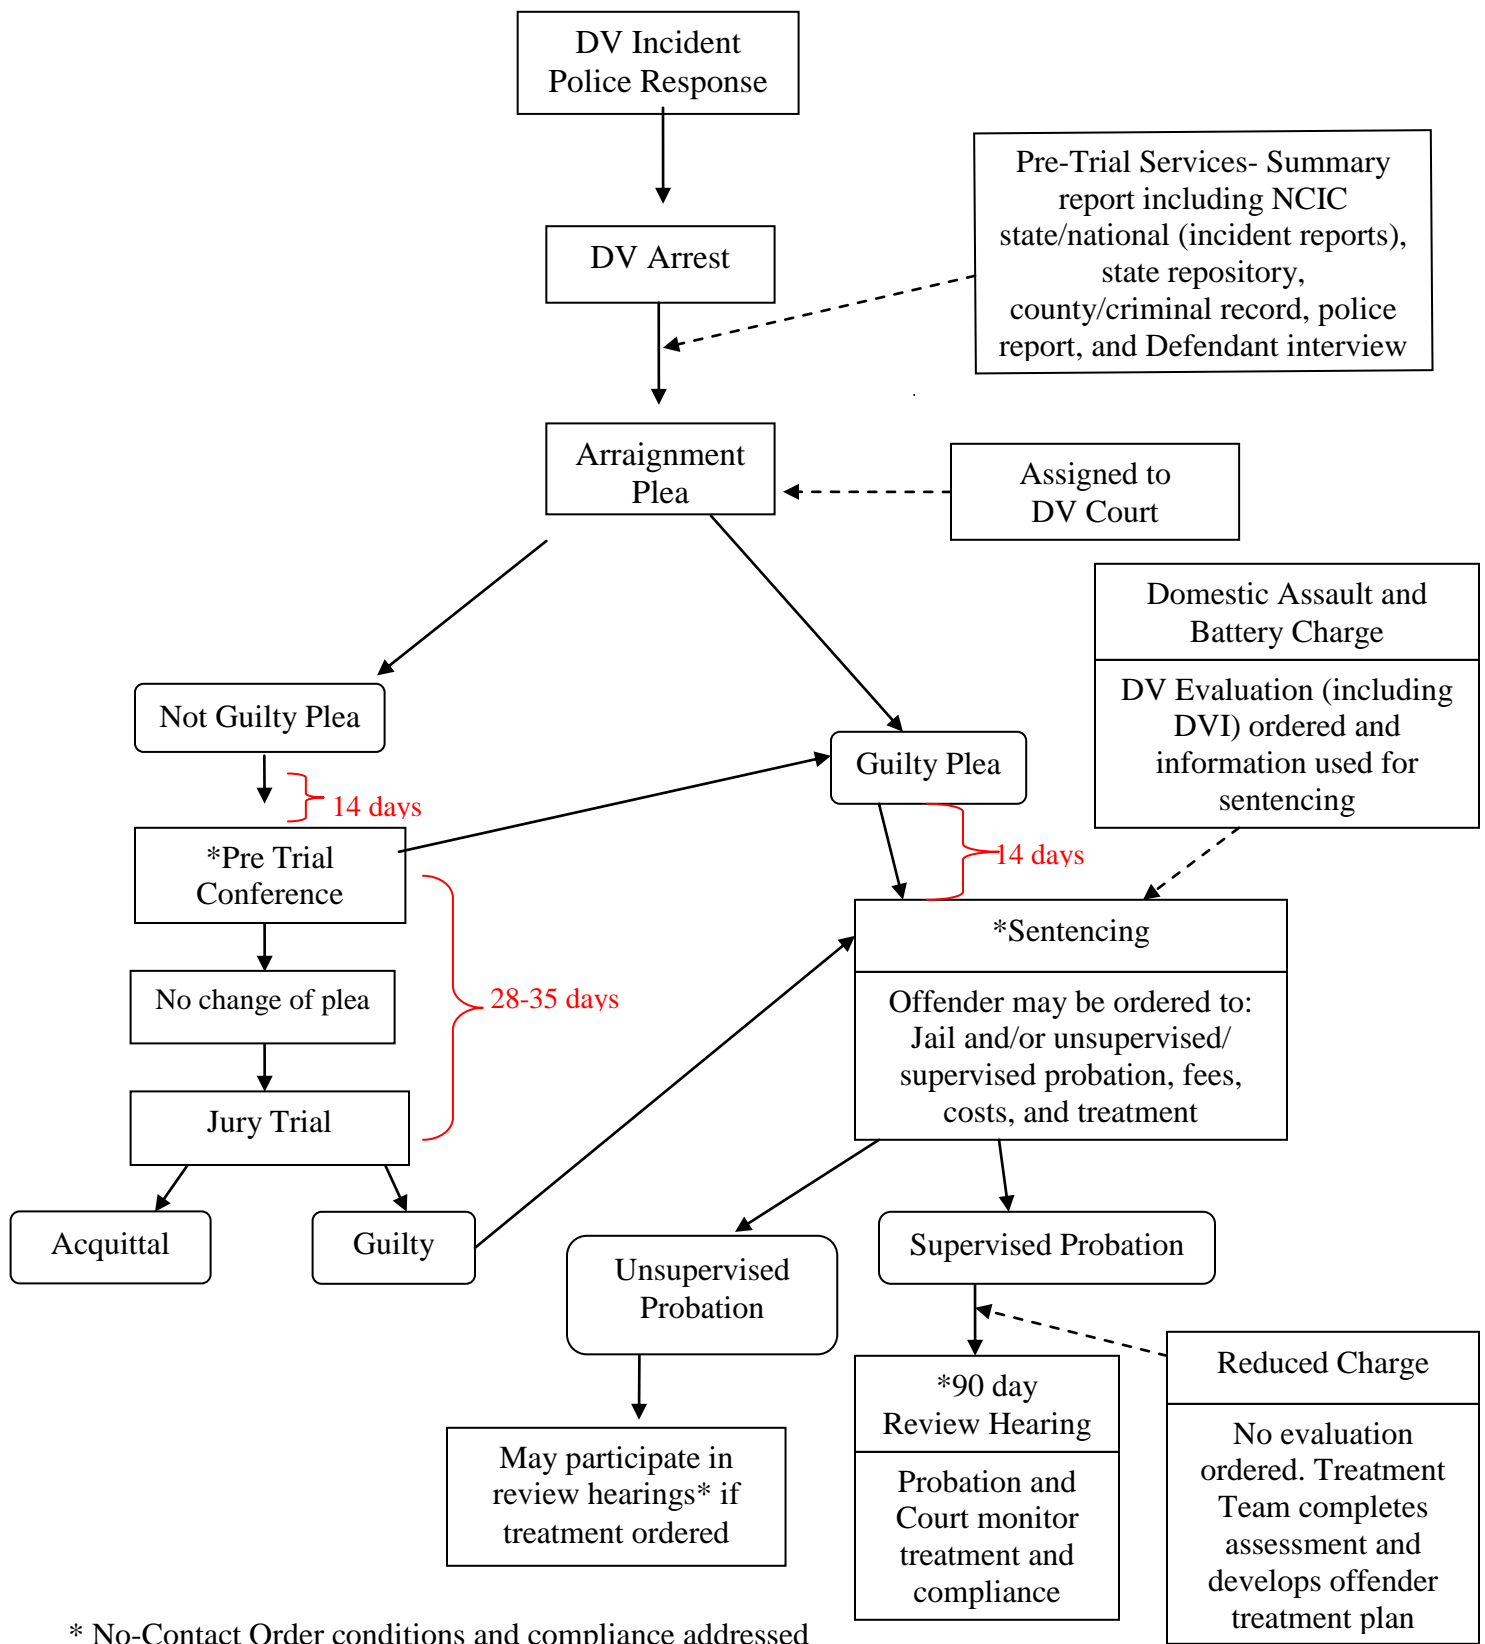 DV Incident
Police Response
Pre-Trial Services- Summary
report including NCIC
state/national (incident reports),
state repository,
county/criminal record, police
report, and Defendant interview
DV Arrest
Arraignment
Plea
Assigned to
DV Court
Domestic Assault and
Battery Charge
DV Evaluation (including
DVI) ordered and
information used for
sentencing
Not Guilty Plea
Guilty Plea
14 days
14 days
*Pre Trial
Conference
*Sentencing
Offender may be ordered to:
Jail and/or unsupervised/
supervised probation, fees,
costs, and treatment
No change of plea
28-35 days
Jury Trial
Acquittal
Guilty
Unsupervised
Probation
Supervised Probation
Reduced Charge
No evaluation
ordered. Treatment
Team completes
assessment and
develops offender
treatment plan
*90 day
Review Hearing
Probation and
Court monitor
treatment and
compliance
May participate in
review hearings* if
treatment ordered
* No-Contact Order conditions and compliance addressed